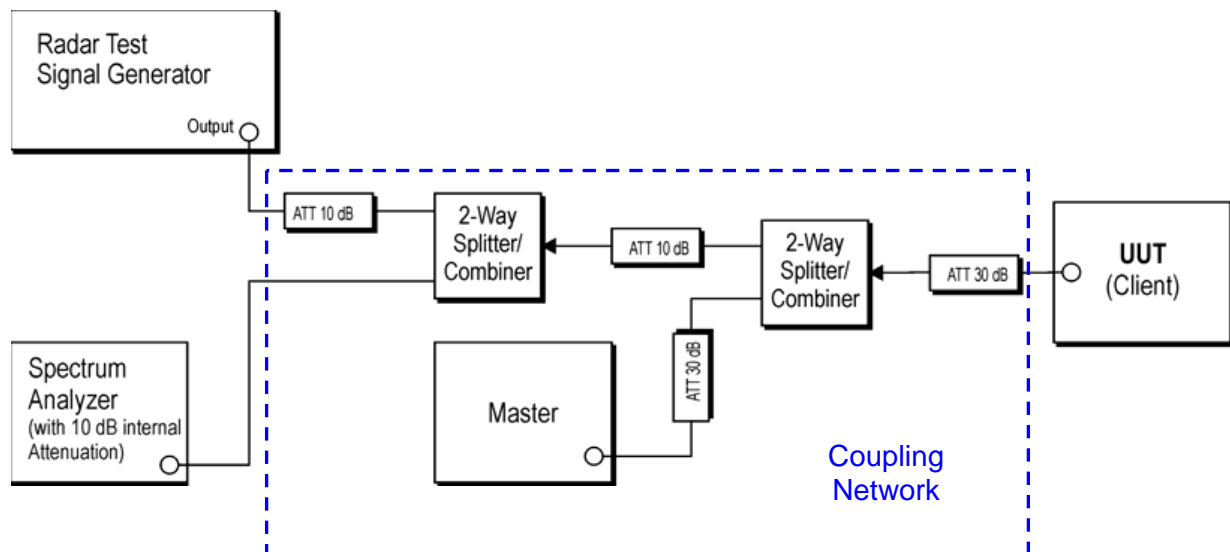 Radar Test
Signal Generator
Output
ATT 10 dB
2-Way
Splitter/
Combiner
ATT 10 dB
2-Way
Splitter/
Combiner
ATT 30 dB
UUT
(Client)
Spectrum
Analyzer
(with 10 dB internal
Attenuation)
Master
ATT 30 dB
Coupling
Network